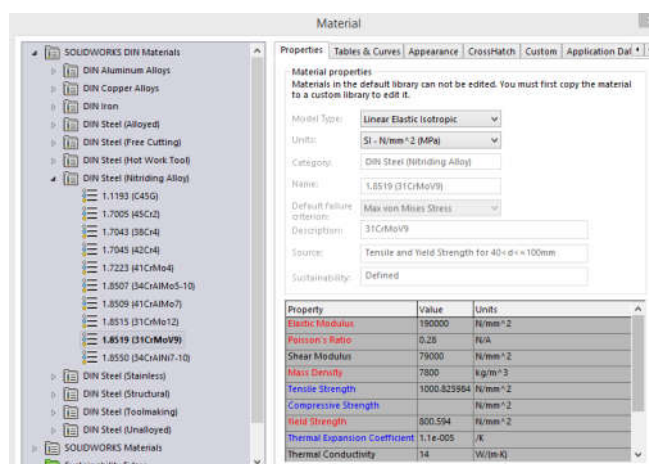 Material
SOLIDWORKS DIN Materials
DIN Aluminum Alloys
DIN Copper Alloys
DIN Iron
DIN Steel (Alloyed)
DIN Steel (Free Cutting)
DIN Steel (Hot Work Tool)
DIN Steel (Nitriding Alloy)
1.1193 (C45G)
1.7005 (45Cr2)
1.7043 (38Cr4)
1.7045 (42Cr4)
1.7223 (41CrMo4)
1.8507 (34CrAlMo5-10)
1.8509 (41CrAlMo7)
1.8515 (31CrMo12)
1.8519 (31CrMoV9)
1.8550 (34CrAlNi7-10)
DIN Steel (Stainless)
DIN Steel (Structural)
DIN Steel (Toolmaking)
DIN Steel (Unalloyed)
SOLIDWORKS Materials
Properties Tables & Curves Appearance CrossHatch Custom Application Dat
Material properties
Materials in the default library can not be edited. You must first copy the material
to a custom library to edit it.
Model Type: Linear Elastic Isotropic
Units: SI - N/mm^2 (MPa)
Category: DIN Steel (Nitriding Alloy)
Name: 1.8519 (31CrMoV9)
Default failure
criterion: Max von Mises Stress
Description: 31CrMoV9
Source: Tensile and Yield Strength for 40<d<=100mm
Sustainability: Defined
Property Value Units
Elastic Modulus 190000 N/mm^2
Poisson's Ratio 0.28 N/A
Shear Modulus 79000 N/mm^2
Mass Density 7800 kg/m^3
Tensile Strength 1000.825984 N/mm^2
Compressive Strength N/mm^2
Yield Strength 800.594 N/mm^2
Thermal Expansion Coefficient 1.1e-005 /K
Thermal Conductivity 14 W/(m·K)